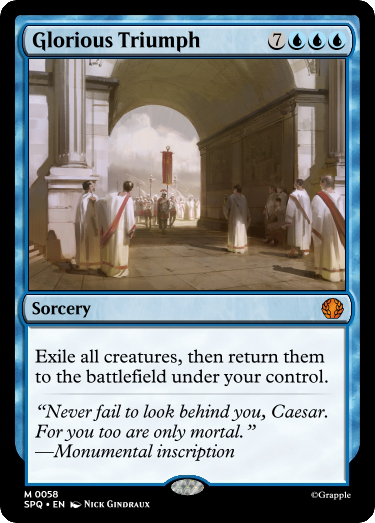 Glorious Triumph 7
Sorcery
Exile all creatures, then return them
to the battlefield under your control.
“Never fail to look behind you, Caesar.
For you too are only mortal.”
—Monumental inscription
M 0058
SPQ • EN Nick Gindraux
©Grapple